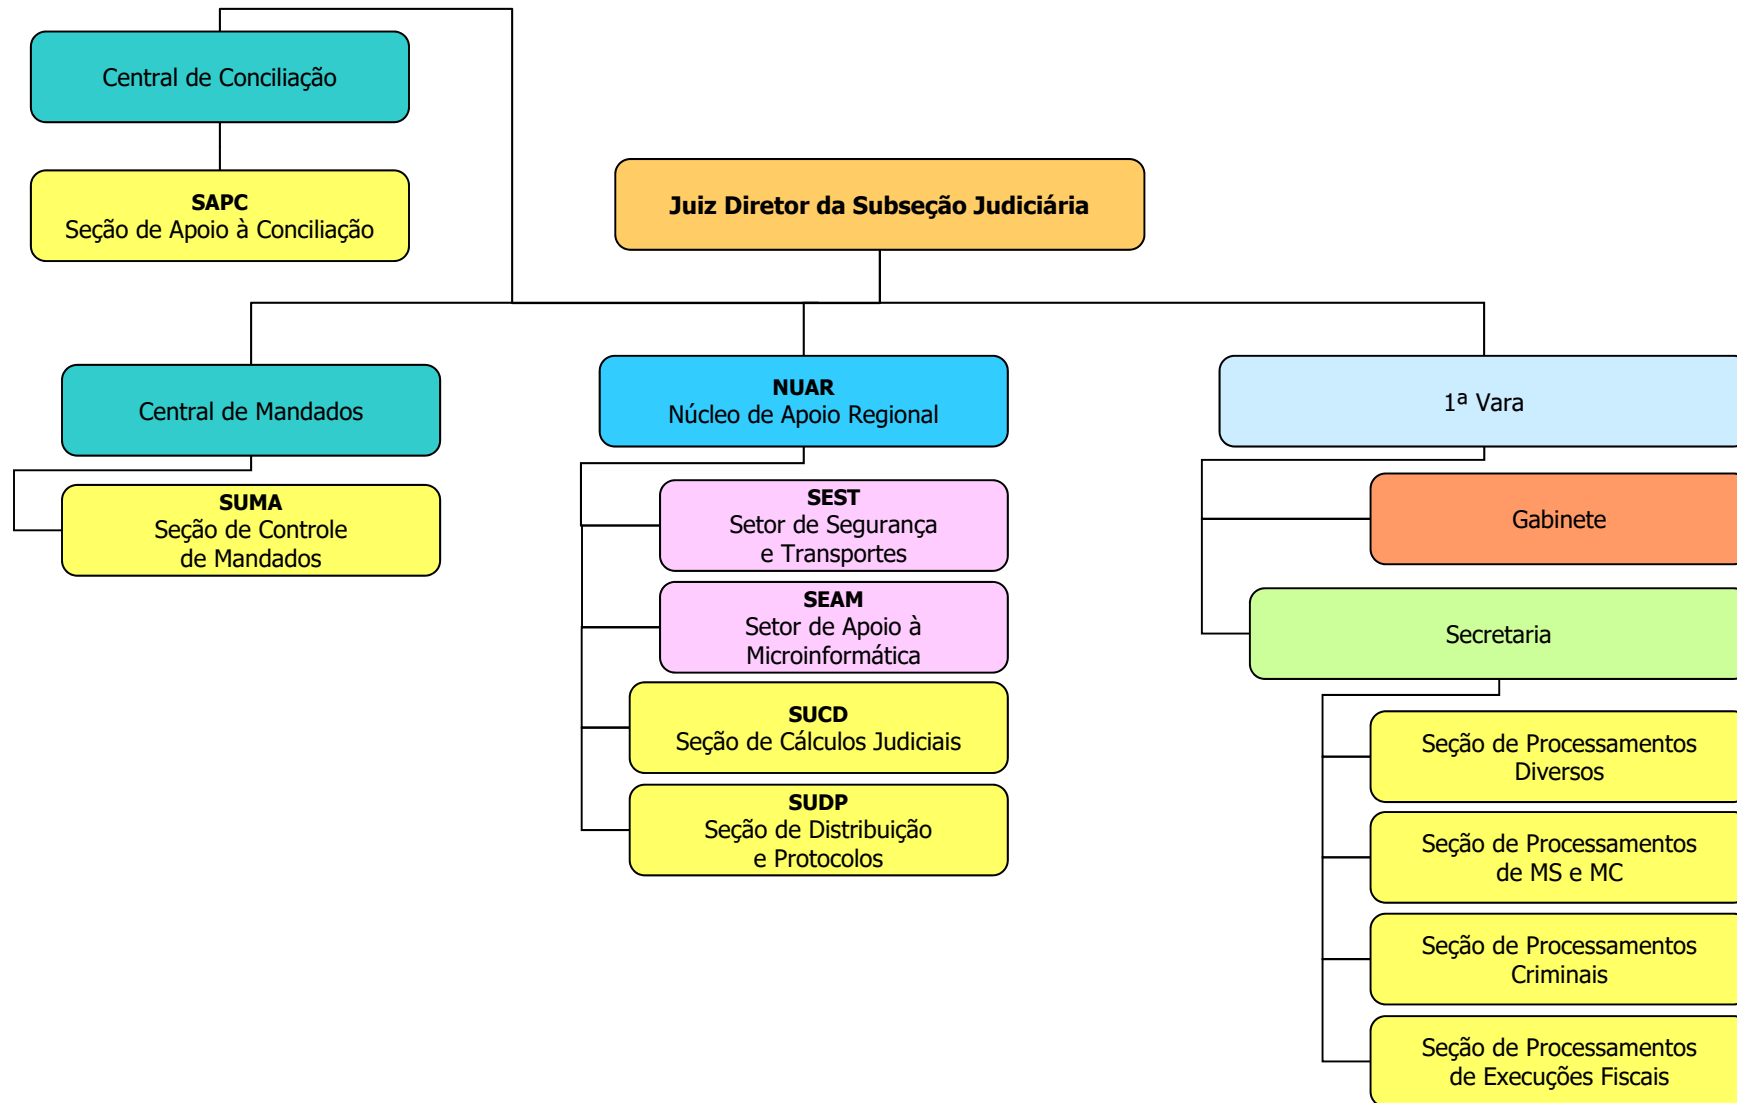 Central de Conciliação
SAPC
Seção de Apoio à Conciliação
Juiz Diretor da Subseção Judiciária
Central de Mandados
SUMA
Seção de Controle
de Mandados
NUAR
Núcleo de Apoio Regional
SEST
Setor de Segurança
e Transportes
SEAM
Setor de Apoio à
Microinformática
SUCD
Seção de Cálculos Judiciais
SUDP
Seção de Distribuição
e Protocolos
1ª Vara
Gabinete
Secretaria
Seção de Processamentos
Diversos
Seção de Processamentos
de MS e MC
Seção de Processamentos
Criminais
Seção de Processamentos
de Execuções Fiscais